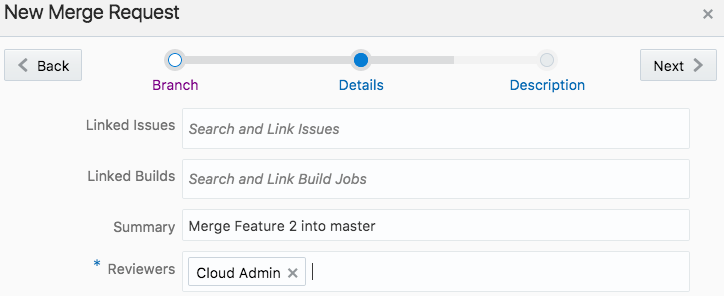 New Merge Request
Back
Next
Branch
Details
Description
Linked Issues
Search and Link Issues
Linked Builds
Search and Link Build Jobs
Summary
Merge Feature 2 into master
* Reviewers
Cloud Admin